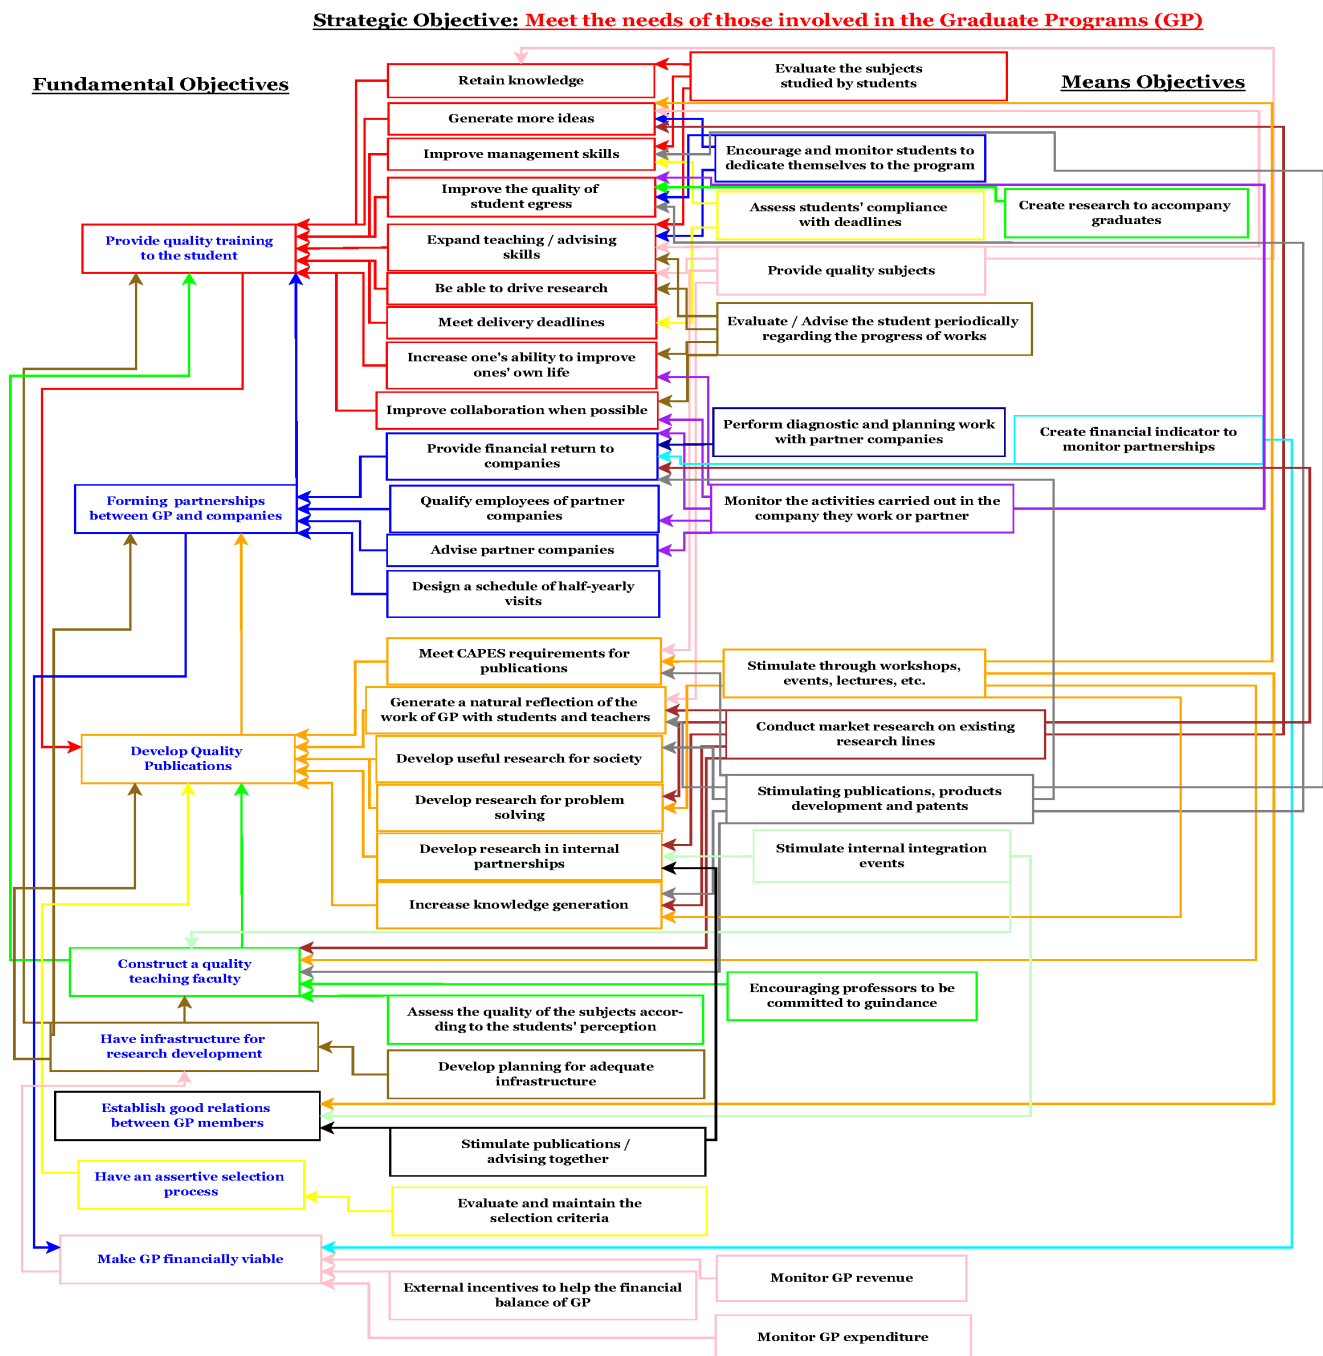 Strategic Objective: Meet the needs of those involved in the Graduate Programs (GP)
Fundamental Objectives
Means Objectives
Retain knowledge
Evaluate the subjects
studied by students
Generate more ideas
Improve management skills
Encourage and monitor students to
dedicate themselves to the program
Improve the quality of
student egress
Assess students' compliance
with deadlines
Create research to accompany
graduates
Provide quality training
to the student
Expand teaching / advising
skills
Provide quality subjects
Be able to drive research
Meet delivery deadlines
Evaluate / Advise the student periodically
regarding the progress of works
Increase one's ability to improve
ones' own life
Improve collaboration when possible
Perform diagnostic and planning work
with partner companies
Create financial indicator to
monitor partnerships
Provide financial return to
companies
Forming partnerships
between GP and companies
Qualify employees of partner
companies
Monitor the activities carried out in the
company they work or partner
Advise partner companies
Design a schedule of half-yearly
visits
Meet CAPES requirements for
publications
Stimulate through workshops,
events, lectures, etc.
Generate a natural reflection of the
work of GP with students and teachers
Conduct market research on existing
research lines
Develop Quality
Publications
Develop useful research for society
Develop research for problem
solving
Stimulating publications, products
development and patents
Develop research in internal
partnerships
Stimulate internal integration
events
Increase knowledge generation
Construct a quality
teaching faculty
Encouraging professors to be
committed to guindance
Assess the quality of the subjects accor-
ding to the students' perception
Have infrastructure for
research development
Develop planning for adequate
infrastructure
Establish good relations
between GP members
Stimulate publications /
advising together
Have an assertive selection
process
Evaluate and maintain the
selection criteria
Make GP financially viable
External incentives to help the financial
balance of GP
Monitor GP revenue
Monitor GP expenditure